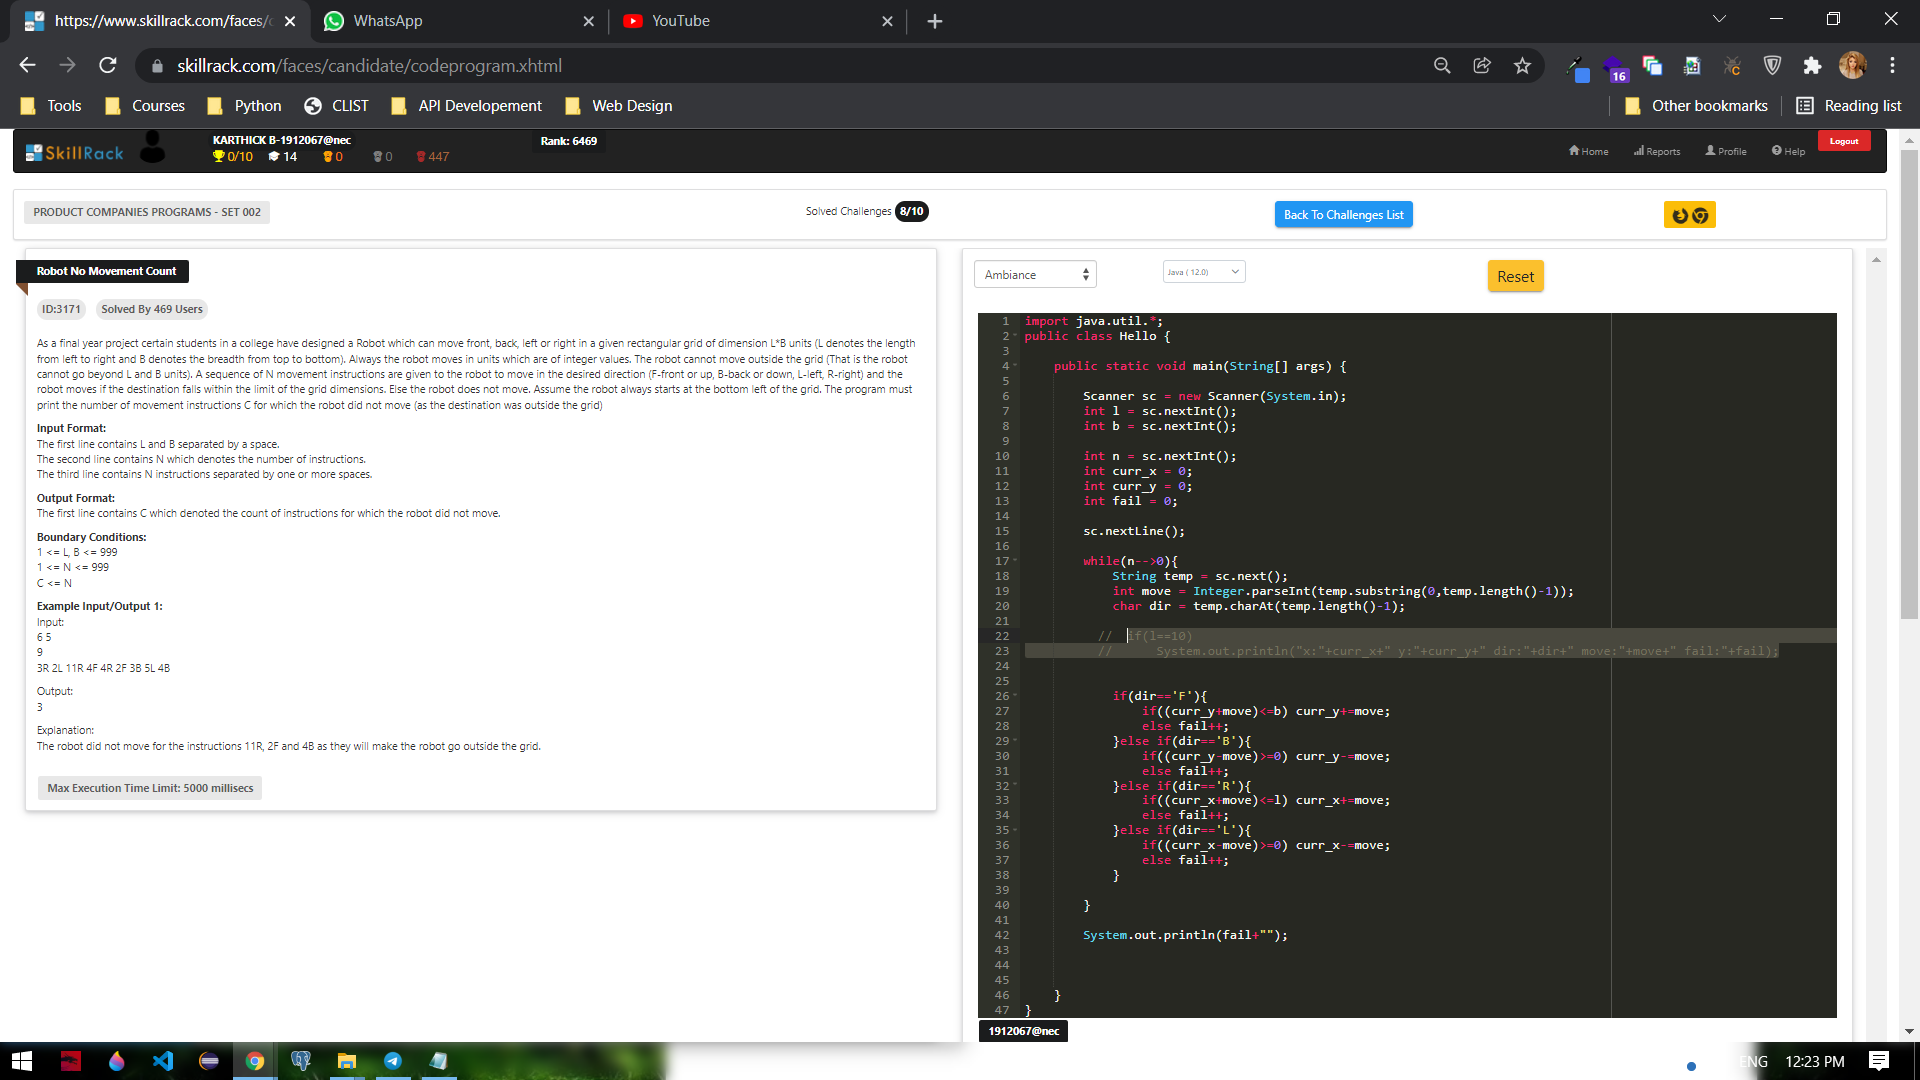 https://www.skillrack.com/faces/c
WhatsApp
YouTube
skillrack.com/faces/candidate/codeprogram.xhtml
16
Tools
Courses
Python
CLIST
API Developement
Web Design
Other bookmarks
Reading list
SkillRack
KARTHICK B-1912067@nec
0/10
14
0
0
447
Rank: 6469
Home
Reports
Profile
Help
Logout
PRODUCT COMPANIES PROGRAMS - SET 002
Solved Challenges 8/10
Back To Challenges List
Robot No Movement Count
ID:3171
Solved By 469 Users
As a final year project certain students in a college have designed a Robot which can move front, back, left or right in a given rectangular grid of dimension L*B units (L denotes the length
from left to right and B denotes the breadth from top to bottom). Always the robot moves in units which are of integer values. The robot cannot move outside the grid (That is the robot
cannot go beyond L and B units). A sequence of N movement instructions are given to the robot to move in the desired direction (F-front or up, B-back or down, L-left, R-right) and the
robot moves if the destination falls within the limit of the grid dimensions. Else the robot does not move. Assume the robot always starts at the bottom left of the grid. The program must
print the number of movement instructions C for which the robot did not move (as the destination was outside the grid)
Input Format:
The first line contains L and B separated by a space.
The second line contains N which denotes the number of instructions.
The third line contains N instructions separated by one or more spaces.
Output Format:
The first line contains C which denoted the count of instructions for which the robot did not move.
Boundary Conditions:
1 <= L, B <= 999
1 <= N <= 999
C <= N
Example Input/Output 1:
Input:
6 5
9
3R 2L 11R 4F 4R 2F 3B 5L 4B
Output:
3
Explanation:
The robot did not move for the instructions 11R, 2F and 4B as they will make the robot go outside the grid.
Max Execution Time Limit: 5000 millisecs
Ambiance
Java ( 12.0)
Reset
1 import java.util.*;
2 public class Hello {
3
4 public static void main(String[] args) {
5
6 Scanner sc = new Scanner(System.in);
7 int l = sc.nextInt();
8 int b = sc.nextInt();
9
10 int n = sc.nextInt();
11 int curr_x = 0;
12 int curr_y = 0;
13 int fail = 0;
14
15 sc.nextLine();
16
17 while(n-->0){
18 String temp = sc.next();
19 int move = Integer.parseInt(temp.substring(0,temp.length()-1));
20 char dir = temp.charAt(temp.length()-1);
21
22 // if(l==10)
23 // System.out.println("x:"+curr_x+" y:"+curr_y+" dir:"+dir+" move:"+move+" fail:"+fail);
24
25
26 if(dir=='F'){
27 if((curr_y+move)<=b) curr_y+=move;
28 else fail++;
29 }else if(dir=='B'){
30 if((curr_y-move)>=0) curr_y-=move;
31 else fail++;
32 }else if(dir=='R'){
33 if((curr_x+move)<=l) curr_x+=move;
34 else fail++;
35 }else if(dir=='L'){
36 if((curr_x-move)>=0) curr_x-=move;
37 else fail++;
38 }
39
40 }
41
42 System.out.println(fail+"");
43
44
45
46 }
47 }
1912067@nec
ENG
12:23 PM